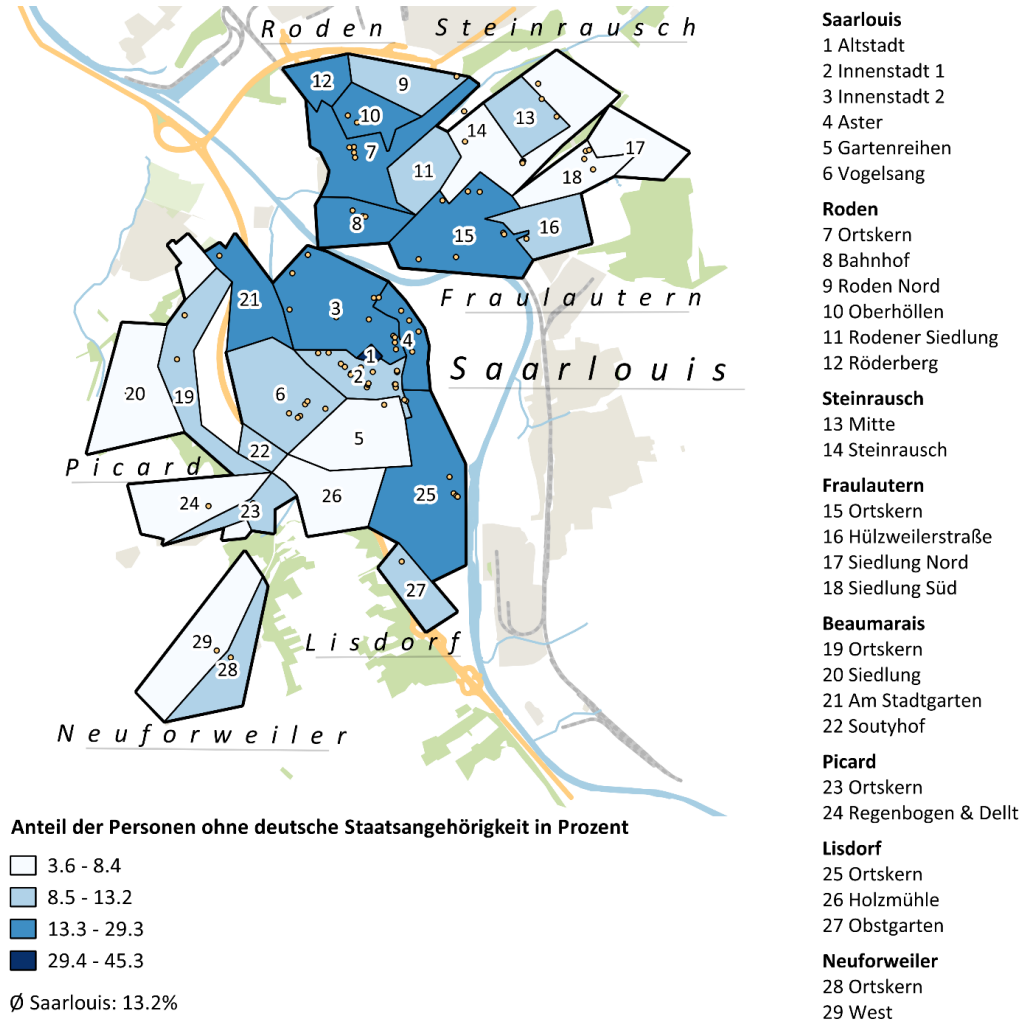 Roden
Steinrausch
12
9
10
13
14
7
17
11
18
8
15
16
Fraulautern
21
3
4
1
2
Saarlouis
20
19
6
5
22
Picard
24
23
26
25
27
29
28
Lisdorf
Neuforweiler
Anteil der Personen ohne deutsche Staatsangehörigkeit in Prozent
3.6 - 8.4
8.5 - 13.2
13.3 - 29.3
29.4 - 45.3
Ø Saarlouis: 13.2%
Saarlouis
1 Altstadt
2 Innenstadt 1
3 Innenstadt 2
4 Aster
5 Gartenreihen
6 Vogelsang
Roden
7 Ortskern
8 Bahnhof
9 Roden Nord
10 Oberhöllen
11 Rodener Siedlung
12 Röderberg
Steinrausch
13 Mitte
14 Steinrausch
Fraulautern
15 Ortskern
16 Hülzweilerstraße
17 Siedlung Nord
18 Siedlung Süd
Beaumarais
19 Ortskern
20 Siedlung
21 Am Stadtgarten
22 Soutyhof
Picard
23 Ortskern
24 Regenbogen & Dellt
Lisdorf
25 Ortskern
26 Holzmühle
27 Obstgarten
Neuforweiler
28 Ortskern
29 West